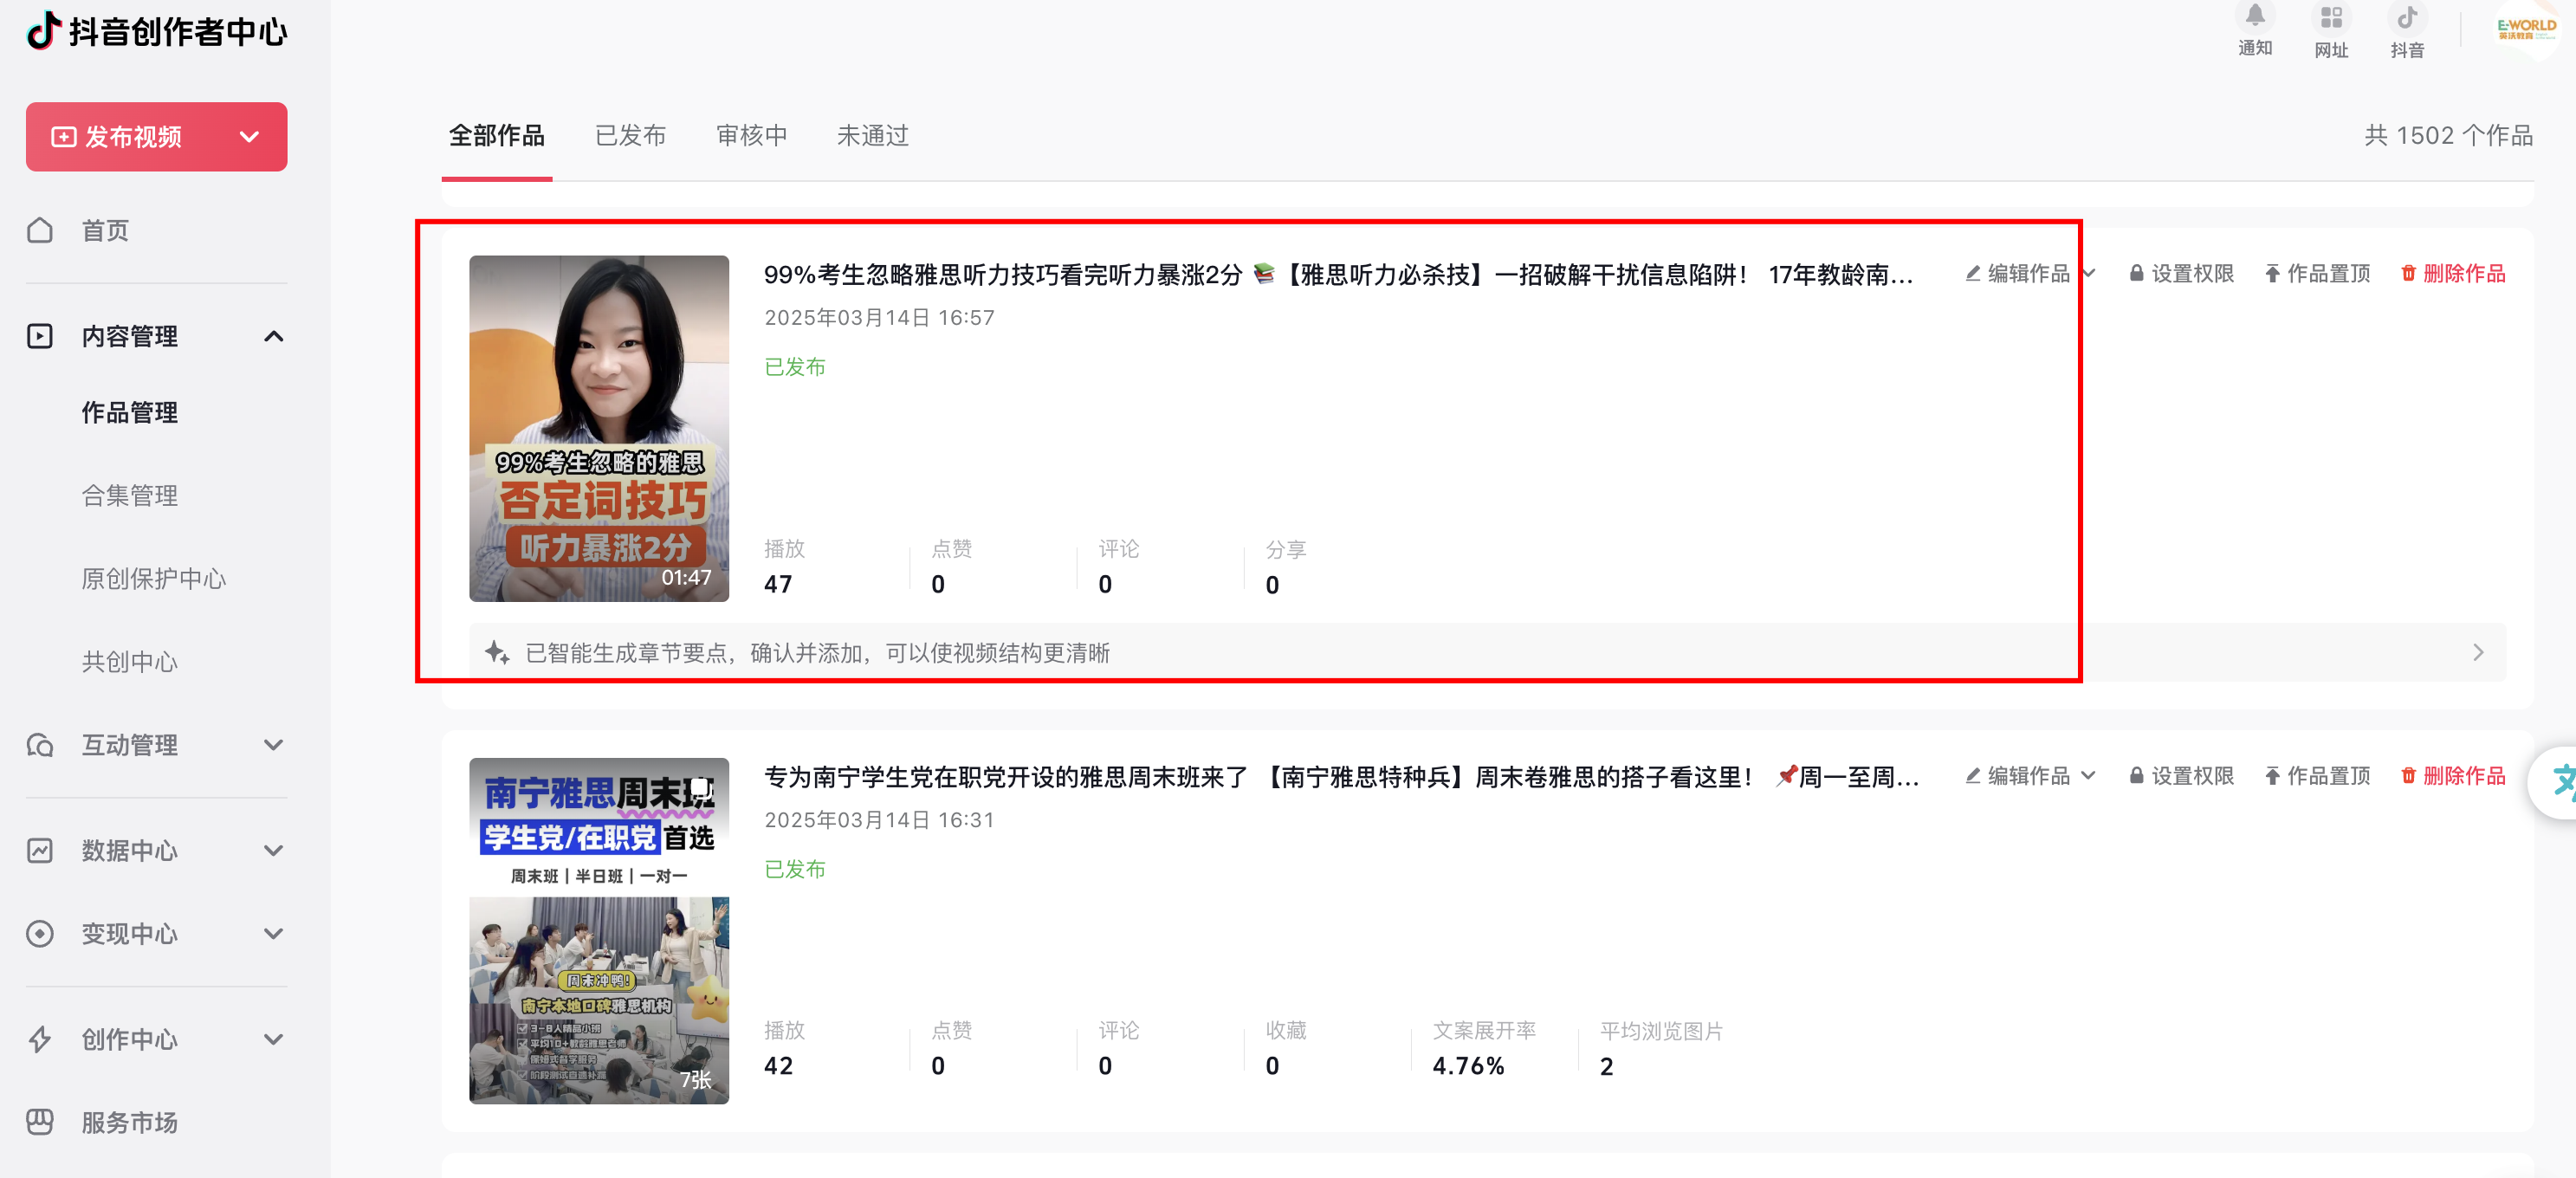 抖音创作者中心
通知
网址
抖音
E-WORLD
英沃教育
发布视频
首页
内容管理
作品管理
合集管理
原创保护中心
共创中心
互动管理
数据中心
变现中心
创作中心
服务市场
全部作品
已发布
审核中
未通过
共 1502 个作品
99%考生忽略的雅思
否定词技巧
听力暴涨2分
01:47
99%考生忽略雅思听力技巧看完听力暴涨2分 📚【雅思听力必杀技】一招破解干扰信息陷阱！ 17年教龄南...
编辑作品
设置权限
作品置顶
删除作品
2025年03月14日 16:57
已发布
播放
47
点赞
0
评论
0
分享
0
已智能生成章节要点，确认并添加，可以使视频结构更清晰
南宁雅思周末班
学生党/在职党首选
周末班 | 半日班 | 一对一
周末冲鸭!
南宁本地口碑雅思机构
3-8人精品小班
平均10+教龄雅思老师
保姆式督学服务
阶段测试查遗补漏
7张
专为南宁学生党在职党开设的雅思周末班来了 【南宁雅思特种兵】周末卷雅思的搭子看这里！ 📌周一至周...
编辑作品
设置权限
作品置顶
删除作品
2025年03月14日 16:31
已发布
播放
42
点赞
0
评论
0
收藏
0
文案展开率
4.76%
平均浏览图片
2